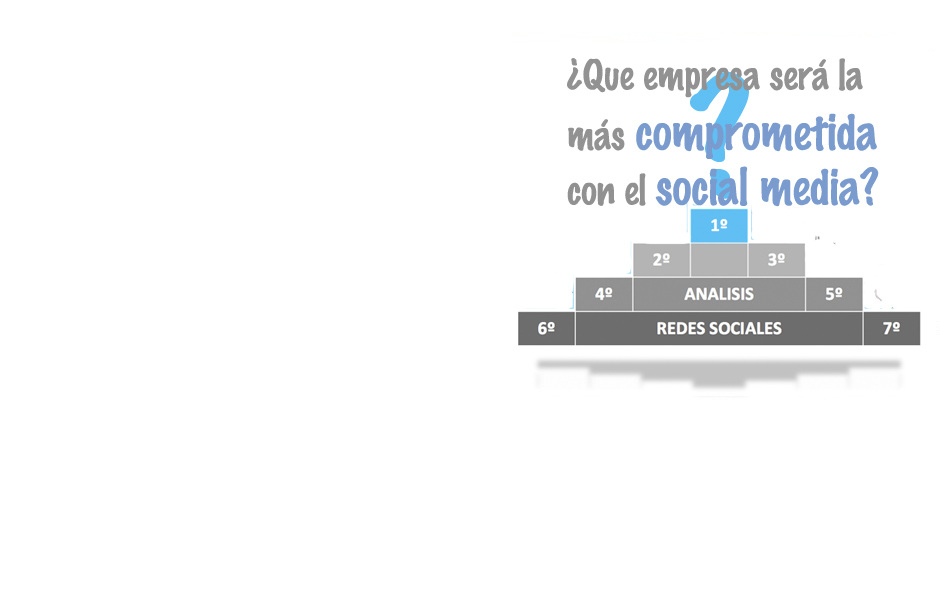 ¿Que empresa será la
más comprometida
con el social media?
?
1º
2º 3º
4º ANALISIS 5º
6º REDES SOCIALES 7º